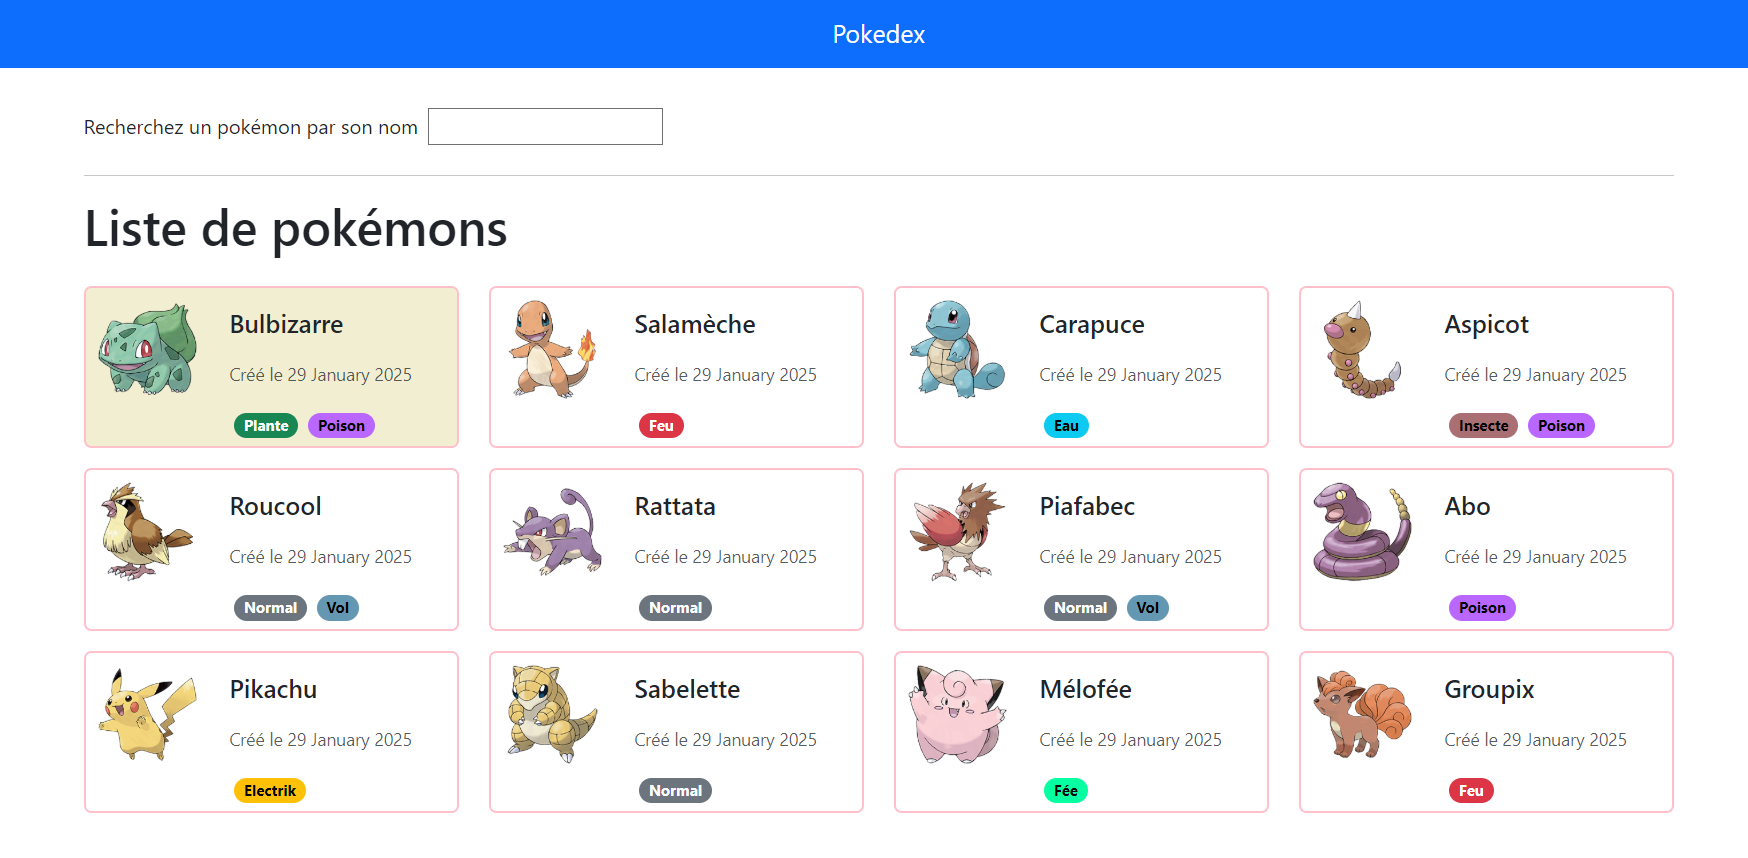 Pokedex
Recherchez un pokémon par son nom
Liste de pokémons
Bulbizarre
Créé le 29 January 2025
Plante Poison
Salamèche
Créé le 29 January 2025
Feu
Carapuce
Créé le 29 January 2025
Eau
Aspicot
Créé le 29 January 2025
Insecte Poison
Roucool
Créé le 29 January 2025
Normal Vol
Rattata
Créé le 29 January 2025
Normal
Piafabec
Créé le 29 January 2025
Normal Vol
Abo
Créé le 29 January 2025
Poison
Pikachu
Créé le 29 January 2025
Electrik
Sabelette
Créé le 29 January 2025
Normal
Mélofée
Créé le 29 January 2025
Fée
Groupix
Créé le 29 January 2025
Feu